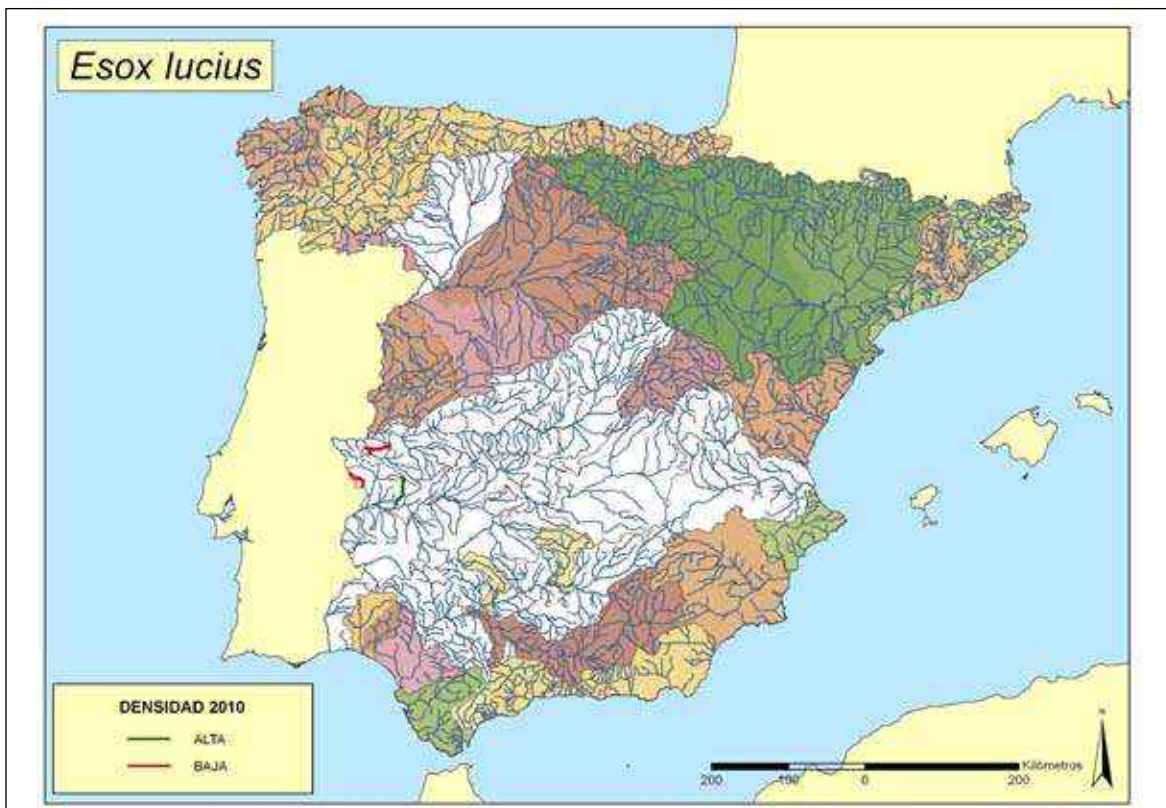 Esox lucius
DENSIDAD 2010
ALTA
BAJA
Kilómetros
200 100 0 200
N